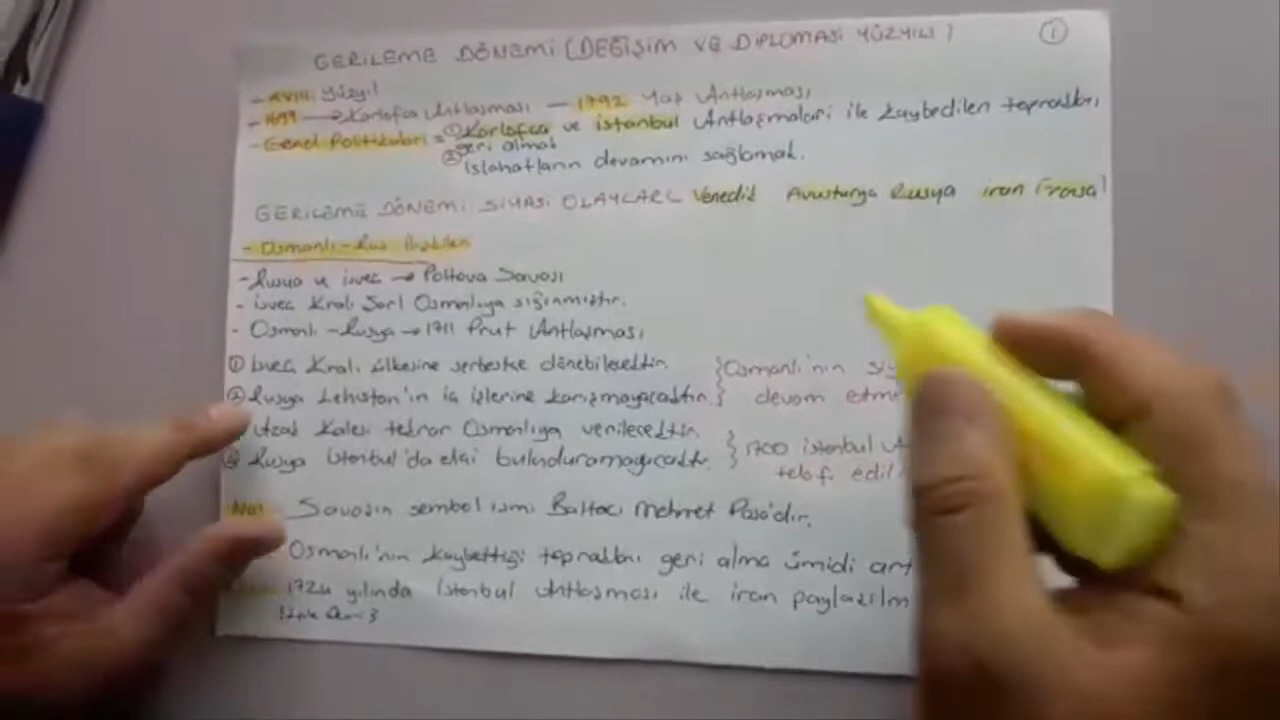 GERİLEME DÖNEMİ (DEĞİŞİM VE DİPLOMASİ YÜZYILI) 1
- XVIII. Yüzyıl
- 1699 → Karlofça Antlaşması — 1792 Yaş Antlaşması
- Genel Politikaları = ① Karlofça ve İstanbul Antlaşmaları ile kaybedilen toprakları
geri almak
② Islahatların devamını sağlamak.
GERİLEME DÖNEMİ SİYASİ OLAYLARI Venedik Avusturya Rusya İran Fransa
- Osmanlı-Rus İlişkileri
- Rusya ve İsveç → Poltova Savaşı
- İsveç Kralı Şarl Osmanlıya sığınmıştır.
- Osmanlı-Rusya → 1711 Prut Antlaşması
① İsveç Kralı ülkesine serbestçe dönebilecektir. } Osmanlı'nın
② Rusya Lehistan'ın iç işlerine karışmayacaktır. } devam
Azak Kalesi tekrar Osmanlıya verilecektir. } 1700 İstanbul
④ Rusya İstanbul'da elçi bulunduramayacaktır. } telafi
Not Savaşın sembol ismi Baltacı Mehmet Paşa'dır.
Osmanlı'nın kaybettiği toprakları geri alma ümidi
1724 yılında İstanbul Antlaşması ile İran